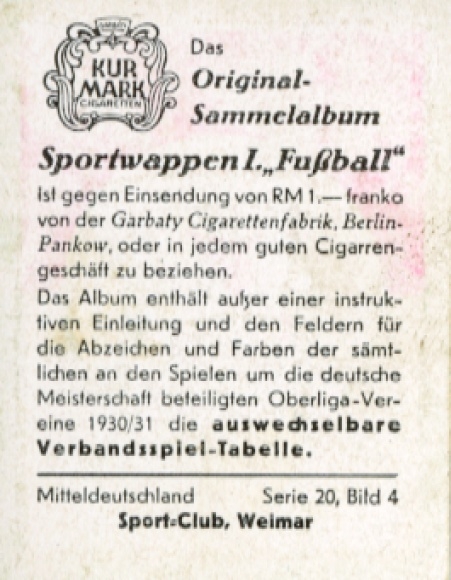 GARBATY
KUR
MARK
CIGARETTEN
Das
Original-
Sammelalbum
Sportwappen I. „Fußball“
ist gegen Einsendung von RM 1.— franko
von der Garbaty Cigarettenfabrik, Berlin-
Pankow, oder in jedem guten Cigarren-
geschäft zu beziehen.
Das Album enthält außer einer instruk-
tiven Einleitung und den Feldern für
die Abzeichen und Farben der sämt-
lichen an den Spielen um die deutsche
Meisterschaft beteiligten Oberliga-Ver-
eine 1930/31 die auswechselbare
Verbandsspiel-Tabelle.
Mitteldeutschland Serie 20, Bild 4
Sport-Club, Weimar